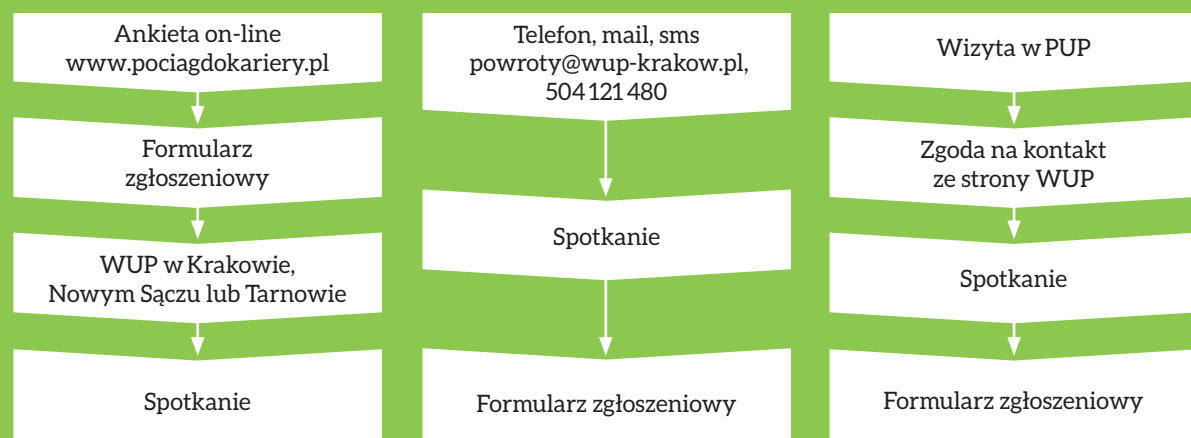 Ankieta on-line
www.pociagdokariery.pl
Formularz
zgłoszeniowy
WUP w Krakowie,
Nowym Sączu lub Tarnowie
Spotkanie
Telefon, mail, sms
powroty@wup-krakow.pl,
504 121 480
Spotkanie
Formularz zgłoszeniowy
Wizyta w PUP
Zgoda na kontakt
ze strony WUP
Spotkanie
Formularz zgłoszeniowy